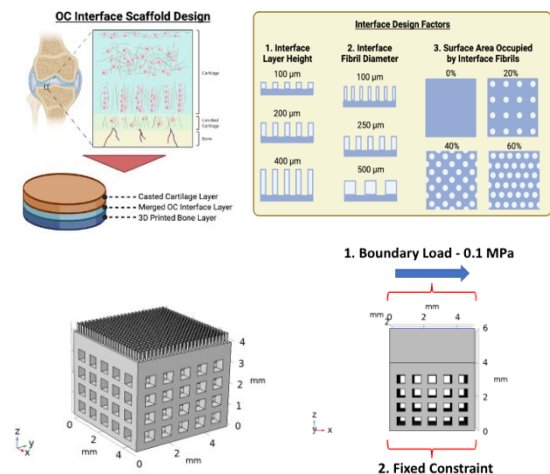 OC Interface Scaffold Design
Cartilage
Calcified
Cartilage
Bone
Casted Cartilage Layer
Merged OC Interface Layer
3D Printed Bone Layer
Interface Design Factors
1. Interface
Layer Height
100 µm
200 µm
400 µm
2. Interface
Fibril Diameter
100 µm
250 µm
500 µm
3. Surface Area Occupied
by Interface Fibrils
0%
20%
40%
60%
4
3
2
1
0
mm
0
2
4
mm
4
2
0
mm
z
y
x
1. Boundary Load - 0.1 MPa
mm
mm
2
0
2
4
6
4
2
0
mm
z
y
x
2. Fixed Constraint